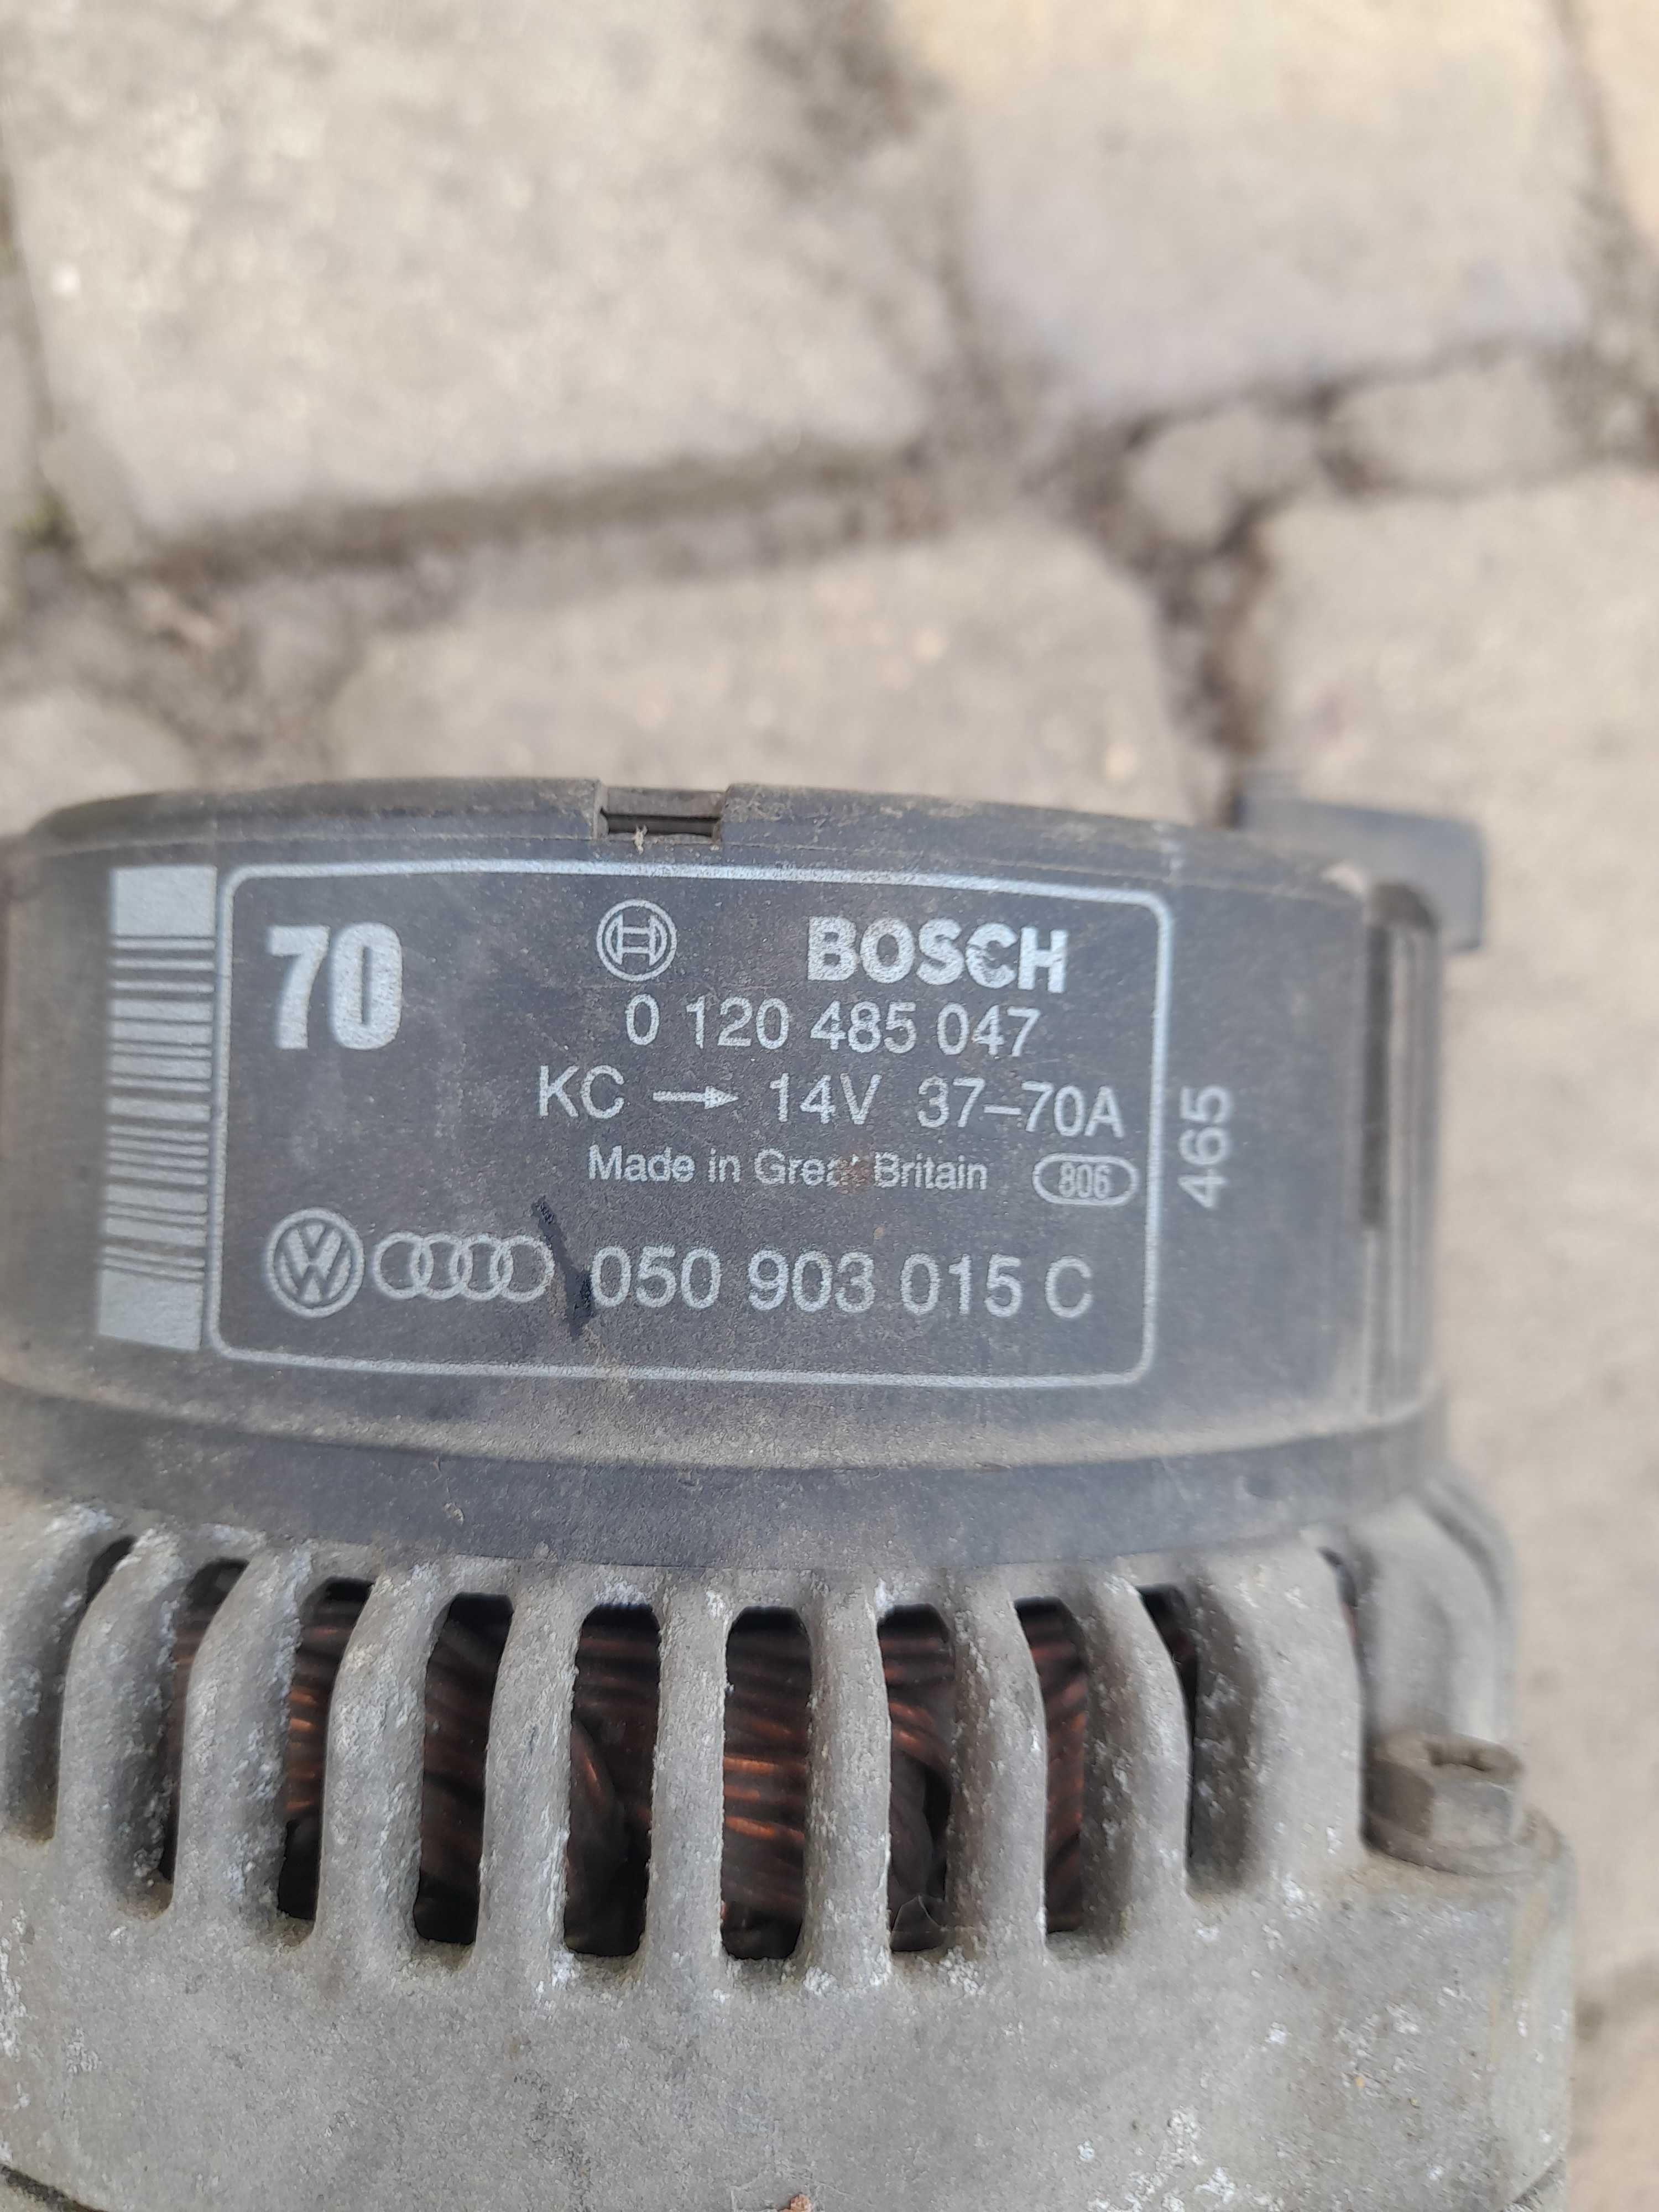 70
BOSCH
0 120 485 047
KC → 14V 37–70A
Made in Great Britain 806
050 903 015 C
465